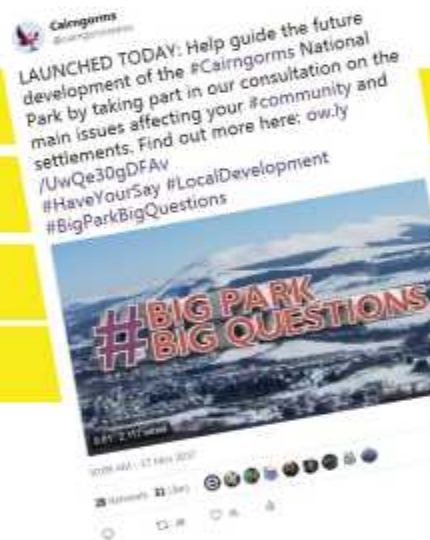 Cairngorms
LAUNCHED TODAY: Help guide the future
development of the #Cairngorms National
Park by taking part in our consultation on the
main issues affecting your #community and
settlements. Find out more here: ow.ly
/UwQe30gDFAv
#HaveYourSay #LocalDevelopment
#BigParkBigQuestions
#BIG PARK
BIG QUESTIONS